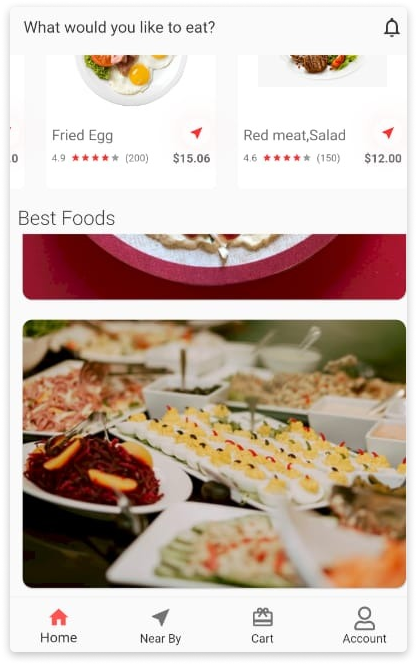 What would you like to eat?
Fried Egg
4.9 (200) $15.06
Red meat,Salad
4.6 (150) $12.00
Best Foods
Home
Near By
Cart
Account